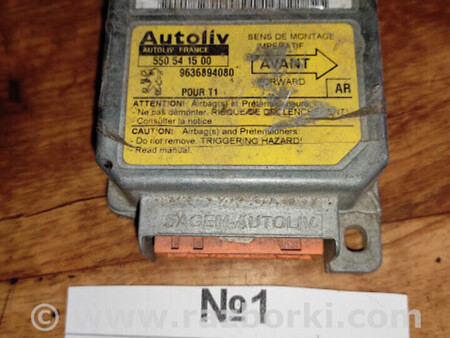 Autoliv
AUTOLIV FRANCE
550 54 15 00
9636894080
POUR T1
SENS DE MONTAGE
IMPERATIF
AVANT
FORWARD
AR
ATTENTION: Airbag(s) et Prétensionneurs
- Ne pas démonter. RISQUE DE DECLENCHEMENT!
- Consulter la notice
CAUTION: Airbag(s) and Pretensioners
- Do not remove. TRIGGERING HAZARD!
- Read manual.
SAGEM-AUTOLIV
№1
© www.razborki.com